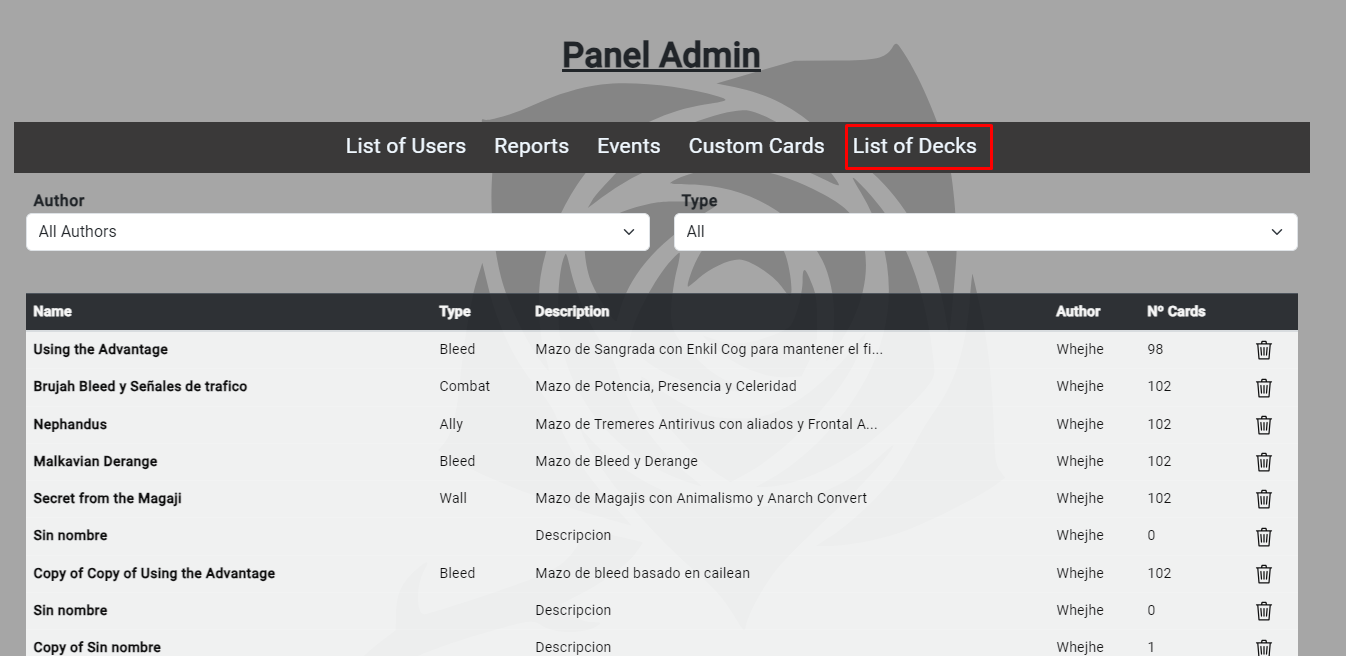 Panel Admin
List of Users Reports Events Custom Cards List of Decks
Author Type
All Authors All
Name Type Description Author Nº Cards
Using the Advantage Bleed Mazo de Sangrada con Enkil Cog para mantener el fi... Whejhe 98
Brujah Bleed y Señales de trafico Combat Mazo de Potencia, Presencia y Celeridad Whejhe 102
Nephandus Ally Mazo de Tremeres Antirivus con aliados y Frontal A... Whejhe 102
Malkavian Derange Bleed Mazo de Bleed y Derange Whejhe 102
Secret from the Magaji Wall Mazo de Magajis con Animalismo y Anarch Convert Whejhe 102
Sin nombre Descripcion Whejhe 0
Copy of Copy of Using the Advantage Bleed Mazo de bleed basado en cailean Whejhe 102
Sin nombre Descripcion Whejhe 0
Copy of Sin nombre Descripcion Whejhe 1